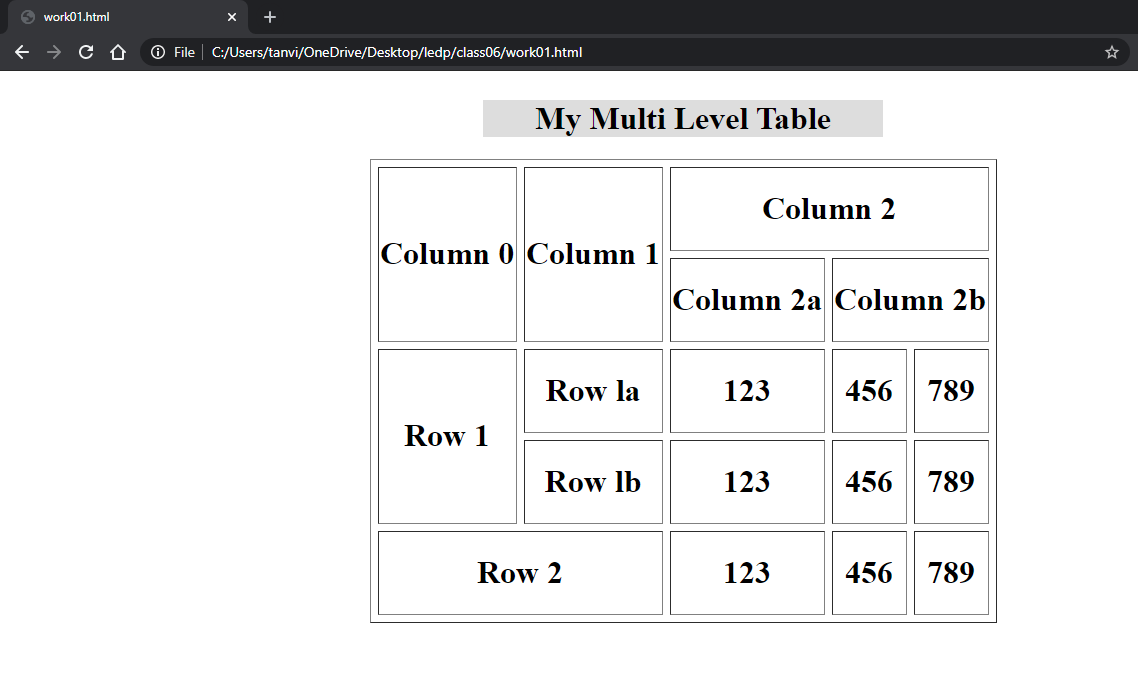 work01.html
File C:/Users/tanvi/OneDrive/Desktop/ledp/class06/work01.html
My Multi Level Table
Column 0 Column 1 Column 2
Column 2a Column 2b
Row 1 Row la 123 456 789
Row lb 123 456 789
Row 2 123 456 789